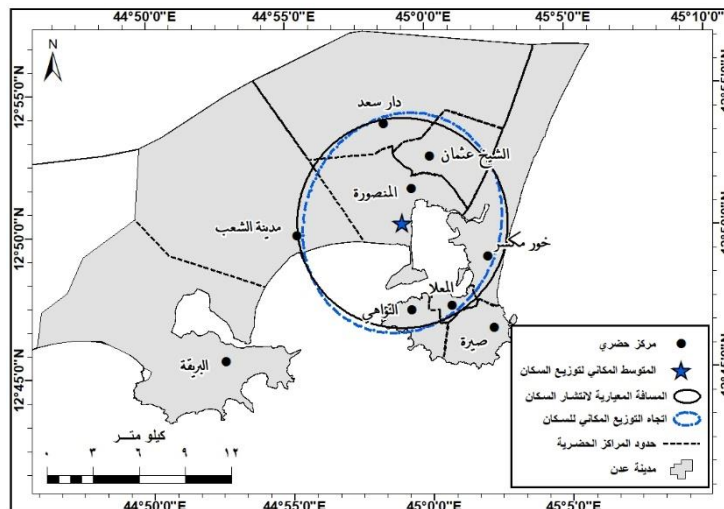 44°50'0"E 44°55'0"E 45°0'0"E 45°5'0"E 45°10'0"E
N
12°55'0"N
دار سعد
الشيخ عثمان
المنصورة
12°50'0"N
مدينة الشعب
خور مكسر
المعلا
التواهي
صيرة
البريقة
12°45'0"N
مركز حضري
المتوسط المكاني لتوزيع السكان
المسافة المعيارية لانتشار السكان
اتجاه التوزيع المكاني للسكان
حدود المراكز الحضرية
مدينة عدن
كيلو متـــر
٠ ٣ ٦ ٩ ١٢
44°50'0"E 44°55'0"E 45°0'0"E 45°5'0"E